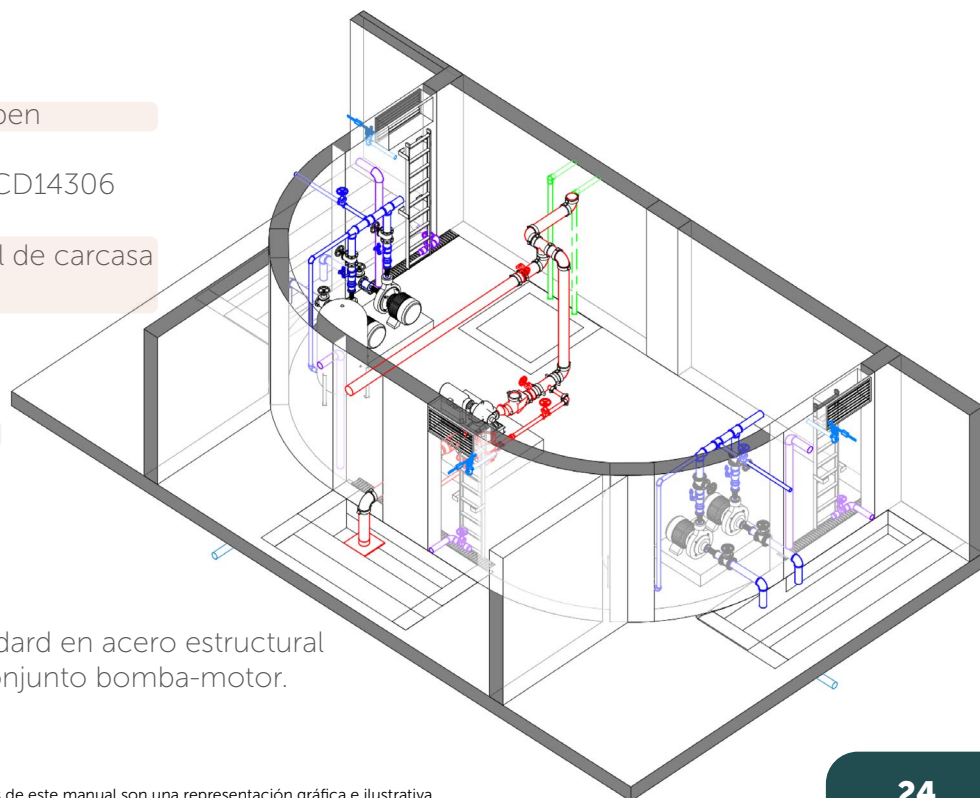 CD14306
l de carcasa
dard en acero estructural
onjunto bomba-motor.
s de este manual son una representación gráfica e ilustrativa
24